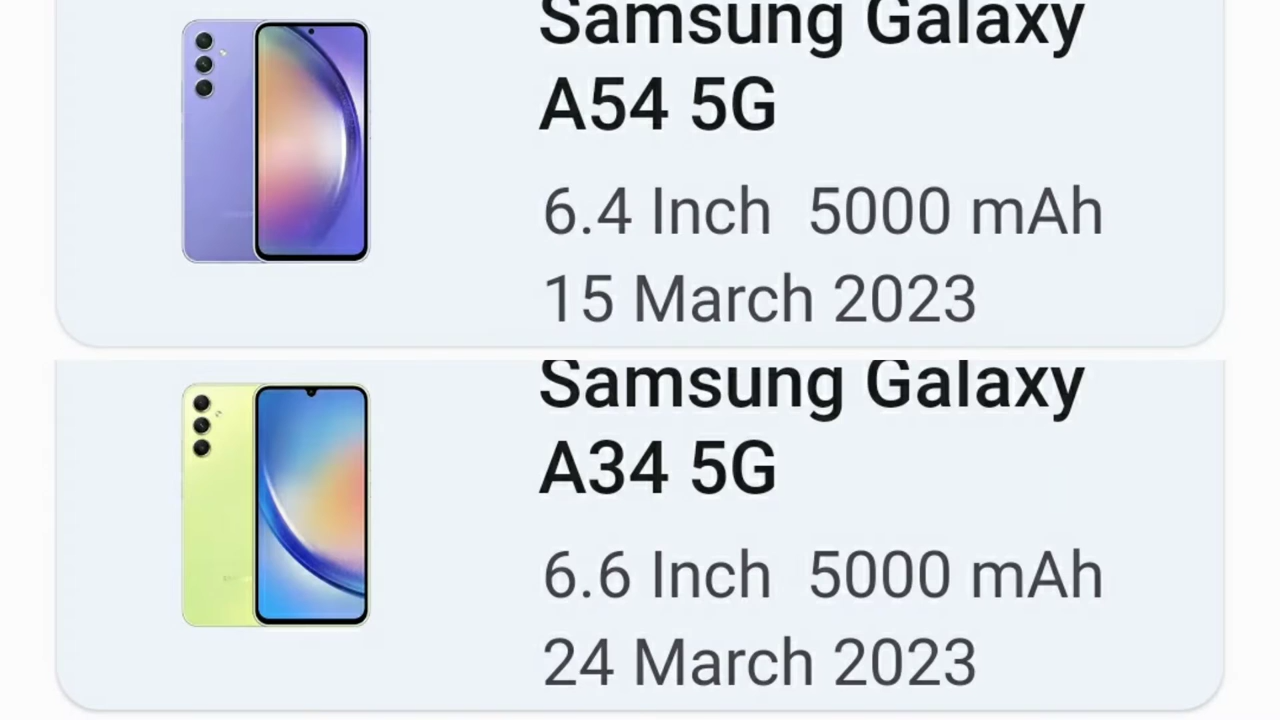 Samsung Galaxy
A54 5G
6.4 Inch 5000 mAh
15 March 2023
Samsung Galaxy
A34 5G
6.6 Inch 5000 mAh
24 March 2023